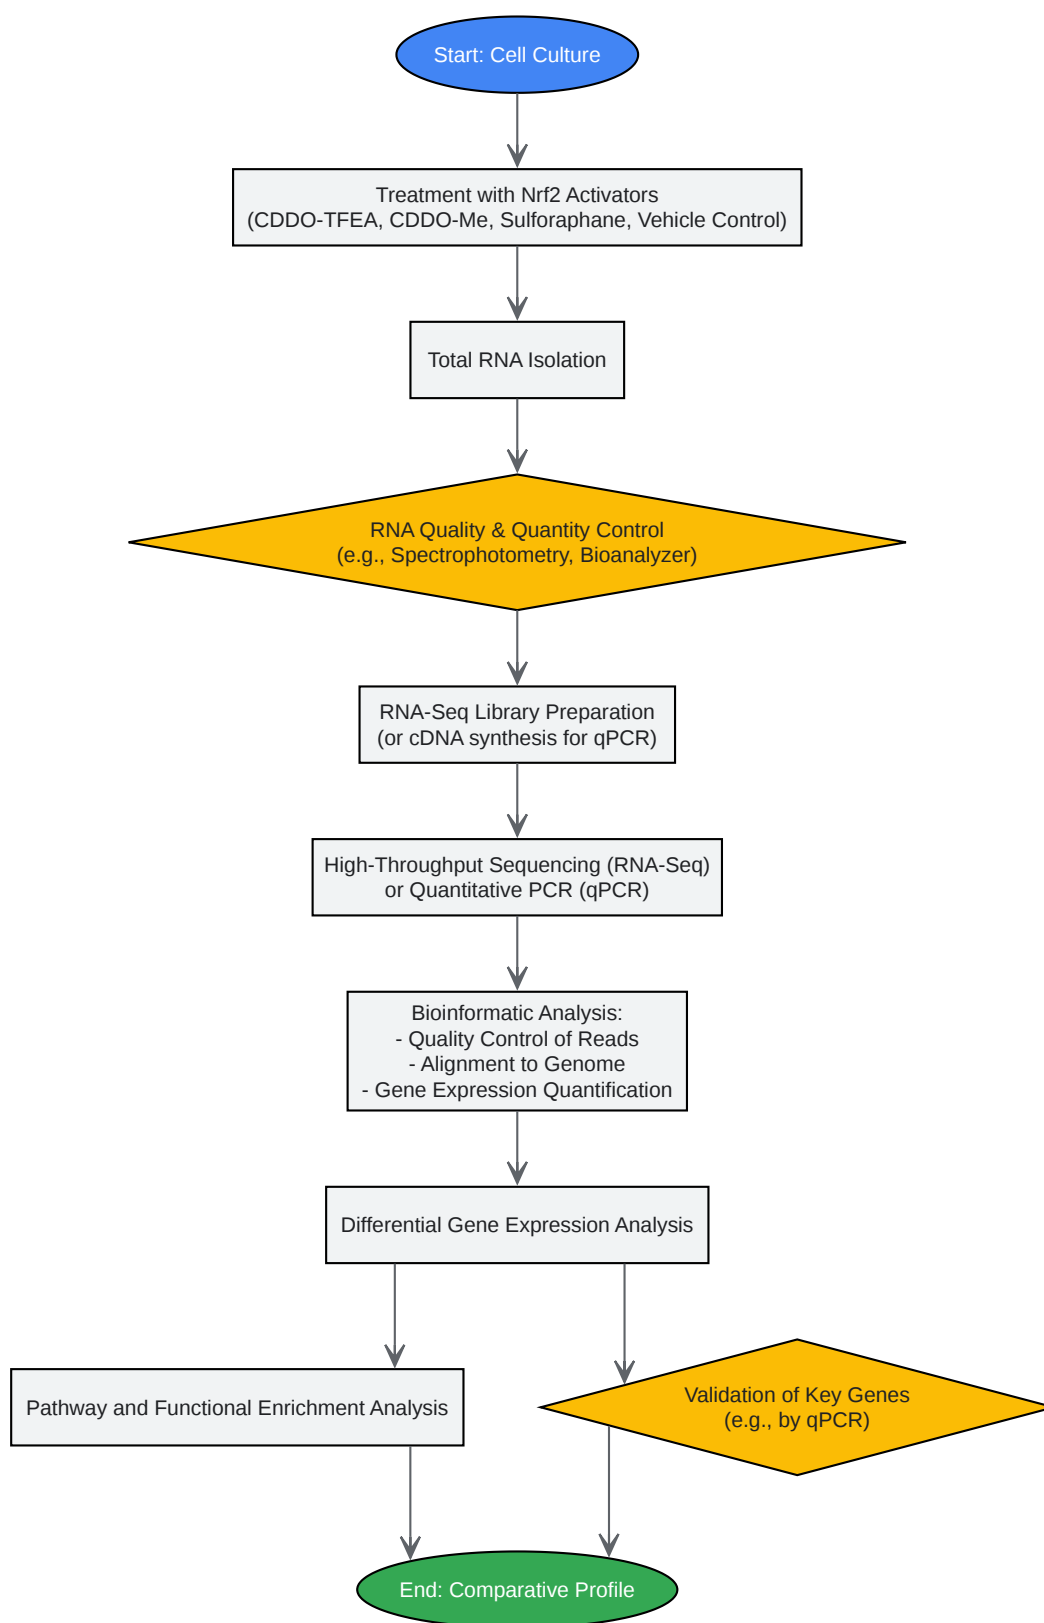 Start: Cell Culture
Treatment with Nrf2 Activators
(CDDO-TFEA, CDDO-Me, Sulforaphane, Vehicle Control)
Total RNA Isolation
RNA Quality & Quantity Control
(e.g., Spectrophotometry, Bioanalyzer)
RNA-Seq Library Preparation
(or cDNA synthesis for qPCR)
High-Throughput Sequencing (RNA-Seq)
or Quantitative PCR (qPCR)
Bioinformatic Analysis:
- Quality Control of Reads
- Alignment to Genome
- Gene Expression Quantification
Differential Gene Expression Analysis
Pathway and Functional Enrichment Analysis
Validation of Key Genes
(e.g., by qPCR)
End: Comparative Profile